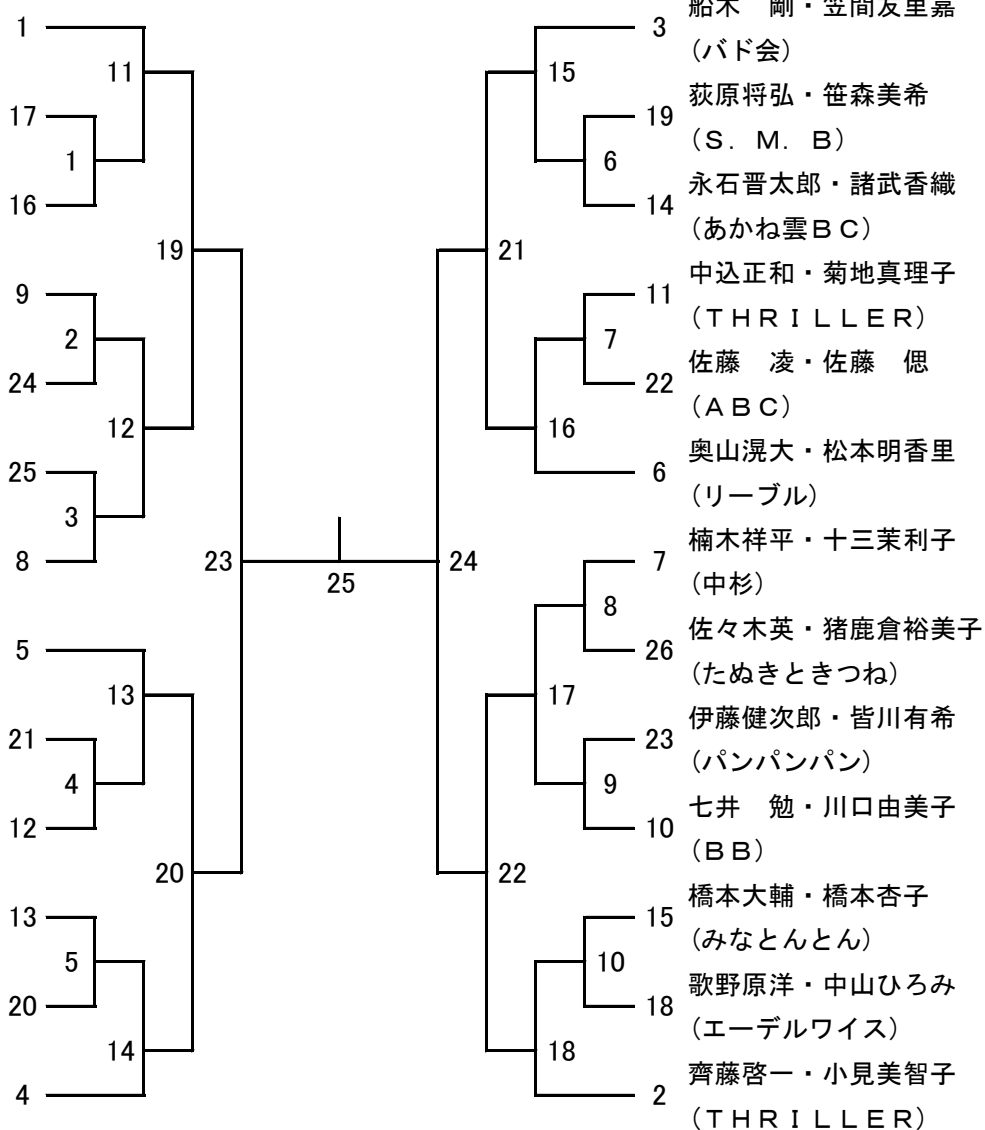 1
11
17
1
16
19
9
2
24
12
25
3
8
23
5
13
21
4
12
20
13
5
20
14
4
25
24
21
15
6
7
16
22
17
8
9
10
18
3 船木 剛・笠間友里嘉
(バド会)
19 荻原将弘・笹森美希
(S．M．B)
14 永石晋太郎・諸武香織
(あかね雲BC)
11 中込正和・菊地真理子
(THRILLER)
22 佐藤 凌・佐藤 偲
(ABC)
6 奥山滉大・松本明香里
(リーブル)
7 楠木祥平・十三茉利子
(中杉)
26 佐々木英・猪鹿倉裕美子
(たぬきときつね)
23 伊藤健次郎・皆川有希
(パンパンパン)
10 七井 勉・川口由美子
(BB)
15 橋本大輔・橋本杏子
(みなとんとん)
18 歌野原洋・中山ひろみ
(エーデルワイス)
2 齊藤啓一・小見美智子
(THRILLER)